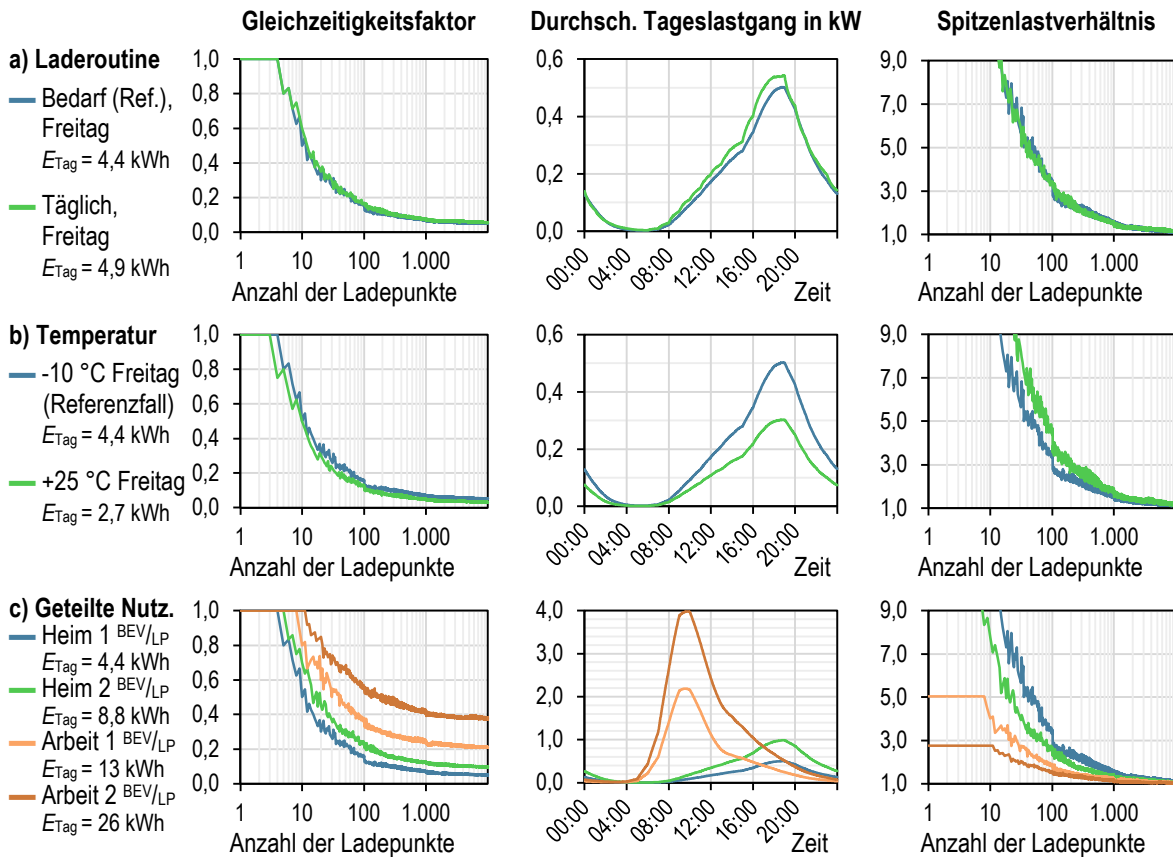 Gleichzeitigkeitsfaktor
Durchsch. Tageslastgang in kW
Spitzenlastverhältnis
a) Laderoutine
Bedarf (Ref.),
Freitag
ETag = 4,4 kWh
Täglich,
Freitag
ETag = 4,9 kWh
1,0
0,8
0,6
0,4
0,2
0,0
1 10 100 1.000
Anzahl der Ladepunkte
0,6
0,4
0,2
0,0
00:00 04:00 08:00 12:00 16:00 20:00
Zeit
9,0
7,0
5,0
3,0
1,0
1 10 100 1.000
Anzahl der Ladepunkte
b) Temperatur
-10 °C Freitag
(Referenzfall)
ETag = 4,4 kWh
+25 °C Freitag
ETag = 2,7 kWh
1,0
0,8
0,6
0,4
0,2
0,0
1 10 100 1.000
Anzahl der Ladepunkte
0,6
0,4
0,2
0,0
00:00 04:00 08:00 12:00 16:00 20:00
Zeit
9,0
7,0
5,0
3,0
1,0
1 10 100 1.000
Anzahl der Ladepunkte
c) Geteilte Nutz.
Heim 1 BEV/LP
ETag = 4,4 kWh
Heim 2 BEV/LP
ETag = 8,8 kWh
Arbeit 1 BEV/LP
ETag = 13 kWh
Arbeit 2 BEV/LP
ETag = 26 kWh
1,0
0,8
0,6
0,4
0,2
0,0
1 10 100 1.000
Anzahl der Ladepunkte
4,0
3,0
2,0
1,0
0,0
00:00 04:00 08:00 12:00 16:00 20:00
Zeit
9,0
7,0
5,0
3,0
1,0
1 10 100 1.000
Anzahl der Ladepunkte